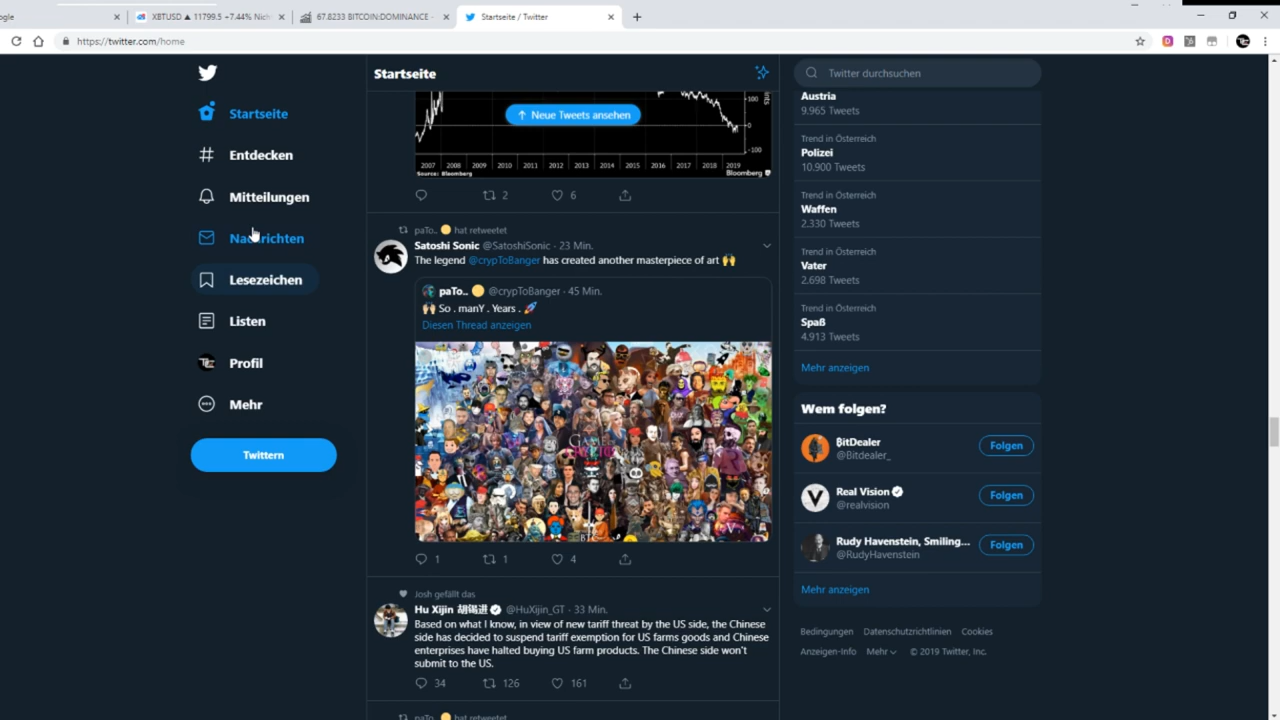 ogle
XBTUSD ▲ 11799.5 +7.44% Nich
67.8233 BITCOIN:DOMINANCE -
Startseite / Twitter
https://twitter.com/home
Startseite
Entdecken
Mitteilungen
Nachrichten
Lesezeichen
Listen
Profil
Mehr
Twittern
Startseite
↑ Neue Tweets ansehen
100
0
-100
2007 2008 2009 2010 2011 2012 2013 2014 2015 2016 2017 2018 2019
Source: Bloomberg
Bloomberg
2 6
paTo.. hat retweetet
Satoshi Sonic @SatoshiSonic · 23 Min.
The legend @crypToBanger has created another masterpiece of art 🙌
paTo.. @crypToBanger · 45 Min.
🙌 So . manY . Years . 🚀
Diesen Thread anzeigen
1 1 4
Josh gefällt das
Hu Xijin 胡锡进 @HuXijin_GT · 33 Min.
Based on what I know, in view of new tariff threat by the US side, the Chinese
side has decided to suspend tariff exemption for US farms goods and Chinese
enterprises have halted buying US farm products. The Chinese side won't
submit to the US.
34 126 161
paTo.. hat retweetet
Twitter durchsuchen
Austria
9.965 Tweets
Trend in Österreich
Polizei
10.900 Tweets
Trend in Österreich
Waffen
2.330 Tweets
Trend in Österreich
Vater
2.698 Tweets
Trend in Österreich
Spaß
4.913 Tweets
Mehr anzeigen
Wem folgen?
₿itDealer
@Bitdealer_
Folgen
Real Vision
@realvision
Folgen
Rudy Havenstein, Smiling...
@RudyHavenstein
Folgen
Mehr anzeigen
Bedingungen Datenschutzrichtlinien Cookies
Anzeigen-Info Mehr © 2019 Twitter, Inc.